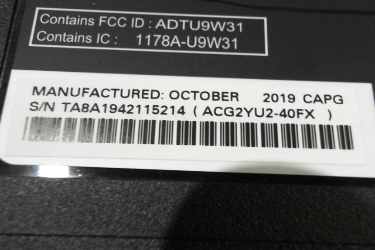 Contains FCC ID : ADTU9W31
Contains IC : 1178A-U9W31
MANUFACTURED: OCTOBER 2019 CAPG
S/N TA8A1942115214 ( ACG2YU2-40FX )